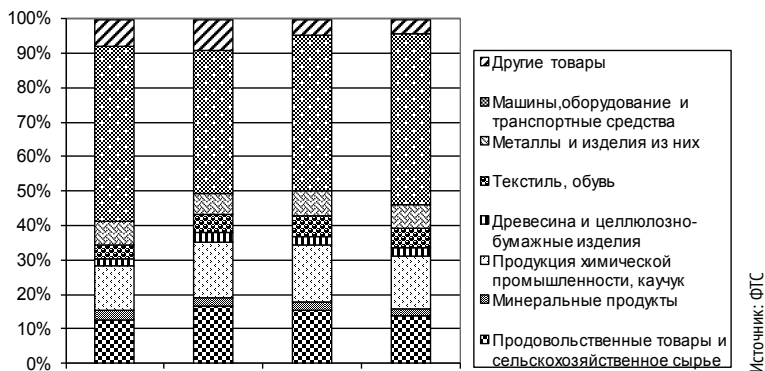 100%
90%
80%
70%
60%
50%
40%
30%
20%
10%
0%
Другие товары
Машины,оборудование и
транспортные средства
Металлы и изделия из них
Текстиль, обувь
Древесина и целлюлозно-
бумажные изделия
Продукция химической
промышленности, каучук
Минеральные продукты
Продовольственные товары и
сельскохозяйственное сырье
Источник: ФТС